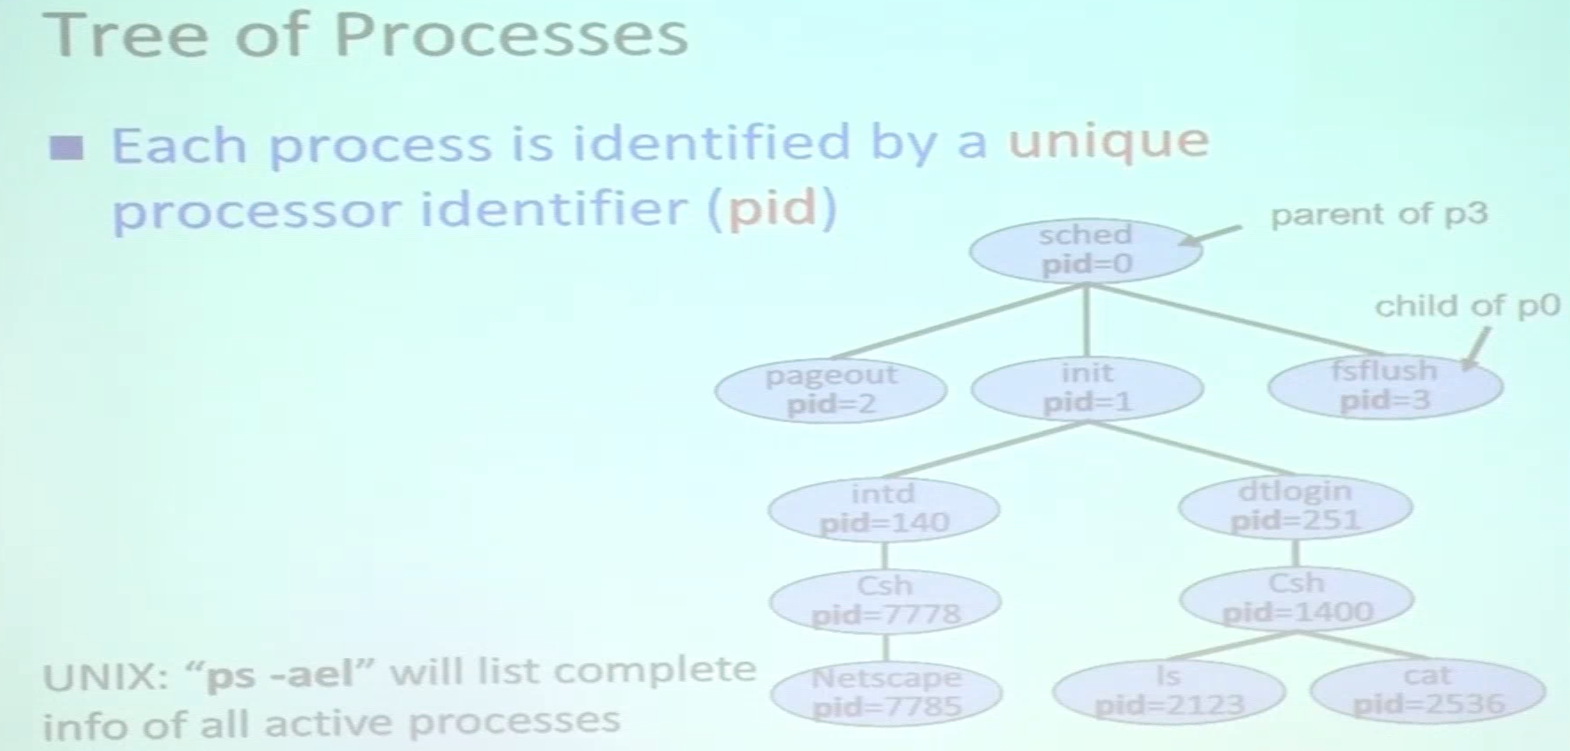 Tree of Processes
Each process is identified by a unique
processor identifier (pid)
parent of p3
sched
pid=0
child of p0
pageout
pid=2
init
pid=1
fsflush
pid=3
intd
pid=140
dtlogin
pid=251
Csh
pid=7778
Csh
pid=1400
Netscape
pid=7785
ls
pid=2123
cat
pid=2536
UNIX: “ps -ael” will list complete
info of all active processes